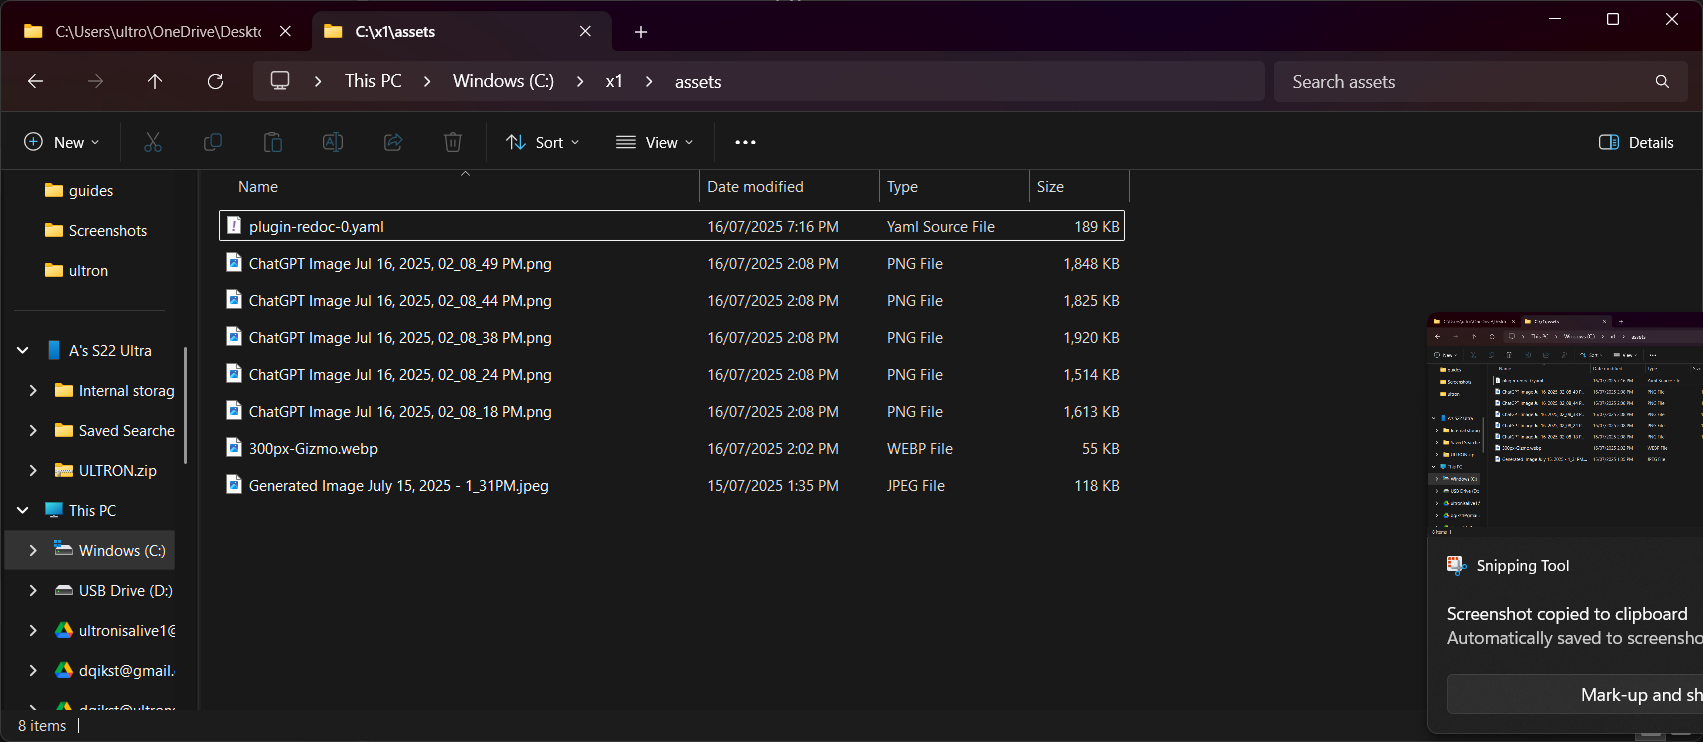 C:\Users\ultro\OneDrive\Deskto
C:\x1\assets
This PC
Windows (C:)
x1
assets
Search assets
New
Sort
View
Details
guides
Screenshots
ultron
A's S22 Ultra
Internal storag
Saved Searche
ULTRON.zip
This PC
Windows (C:)
USB Drive (D:)
ultronisalive1@
dqikst@gmail.
dqikst@ultron
Name Date modified Type Size
plugin-redoc-0.yaml 16/07/2025 7:16 PM Yaml Source File 189 KB
ChatGPT Image Jul 16, 2025, 02_08_49 PM.png 16/07/2025 2:08 PM PNG File 1,848 KB
ChatGPT Image Jul 16, 2025, 02_08_44 PM.png 16/07/2025 2:08 PM PNG File 1,825 KB
ChatGPT Image Jul 16, 2025, 02_08_38 PM.png 16/07/2025 2:08 PM PNG File 1,920 KB
ChatGPT Image Jul 16, 2025, 02_08_24 PM.png 16/07/2025 2:08 PM PNG File 1,514 KB
ChatGPT Image Jul 16, 2025, 02_08_18 PM.png 16/07/2025 2:08 PM PNG File 1,613 KB
300px-Gizmo.webp 16/07/2025 2:02 PM WEBP File 55 KB
Generated Image July 15, 2025 - 1_31PM.jpeg 15/07/2025 1:35 PM JPEG File 118 KB
Snipping Tool
Screenshot copied to clipboard
Automatically saved to screensho
Mark-up and sh
8 items